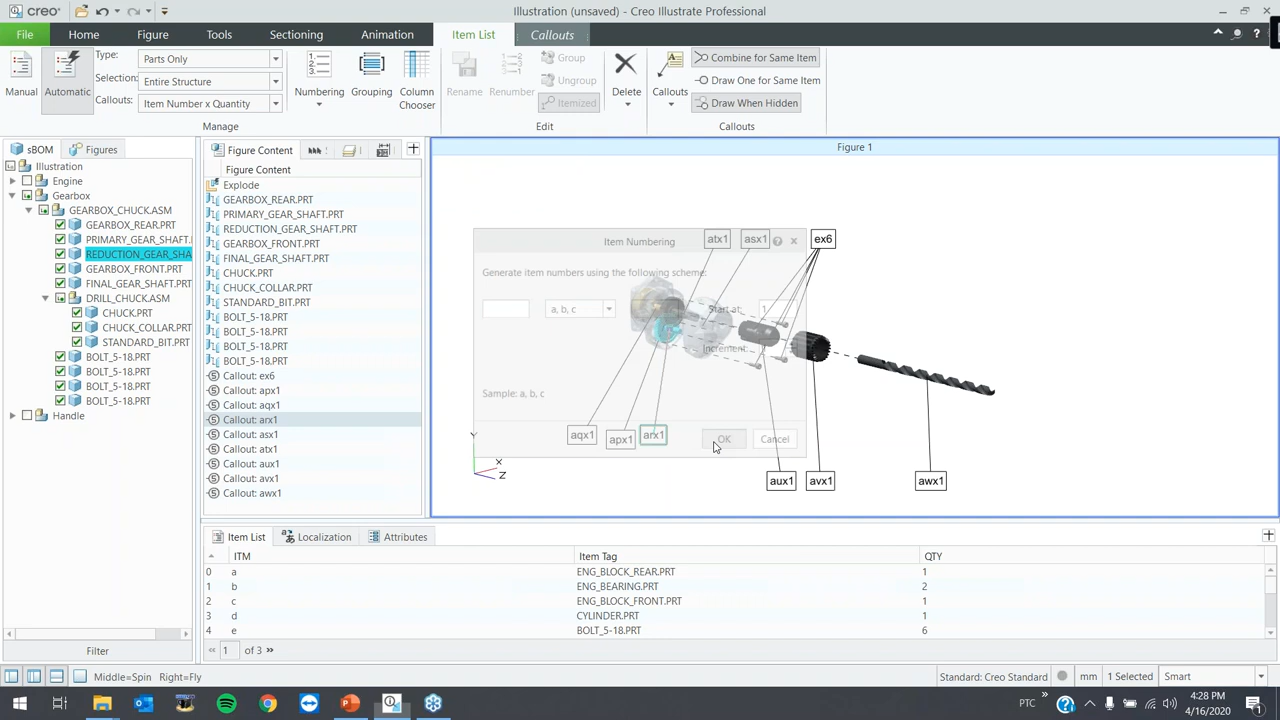 creo
Illustration (unsaved) - Creo Illustrate Professional
File
Home
Figure
Tools
Sectioning
Animation
Item List
Callouts
Manual
Automatic
Type:
Parts Only
Selection:
Entire Structure
Callouts:
Item Number x Quantity
Numbering
Grouping
Column
Chooser
Rename
Renumber
Group
Ungroup
Itemized
Delete
Callouts
Combine for Same Item
Draw One for Same Item
Draw When Hidden
Manage
Edit
Callouts
sBOM
Figures
Illustration
Engine
Gearbox
GEARBOX_CHUCK.ASM
GEARBOX_REAR.PRT
PRIMARY_GEAR_SHAFT.
REDUCTION_GEAR_SHA
GEARBOX_FRONT.PRT
FINAL_GEAR_SHAFT.PRT
DRILL_CHUCK.ASM
CHUCK.PRT
CHUCK_COLLAR.PRT
STANDARD_BIT.PRT
BOLT_5-18.PRT
BOLT_5-18.PRT
BOLT_5-18.PRT
BOLT_5-18.PRT
Handle
Filter
Figure Content
Figure Content
Explode
GEARBOX_REAR.PRT
PRIMARY_GEAR_SHAFT.PRT
REDUCTION_GEAR_SHAFT.PRT
GEARBOX_FRONT.PRT
FINAL_GEAR_SHAFT.PRT
CHUCK.PRT
CHUCK_COLLAR.PRT
STANDARD_BIT.PRT
BOLT_5-18.PRT
BOLT_5-18.PRT
BOLT_5-18.PRT
BOLT_5-18.PRT
Callout: ex6
Callout: apx1
Callout: aqx1
Callout: arx1
Callout: asx1
Callout: atx1
Callout: aux1
Callout: avx1
Callout: awx1
Figure 1
Item Numbering
atx1
asx1
ex6
Generate item numbers using the following scheme:
a, b, c
Start at:
1
Increment:
Sample: a, b, c
aqx1
apx1
arx1
OK
Cancel
Y
X
Z
aux1
avx1
awx1
Item List
Localization
Attributes
ITM Item Tag QTY
0 a ENG_BLOCK_REAR.PRT 1
1 b ENG_BEARING.PRT 2
2 c ENG_BLOCK_FRONT.PRT 1
3 d CYLINDER.PRT 1
4 e BOLT_5-18.PRT 6
1 of 3
Middle=Spin Right=Fly
Standard: Creo Standard
mm
1 Selected
Smart
PTC
4:28 PM
4/16/2020